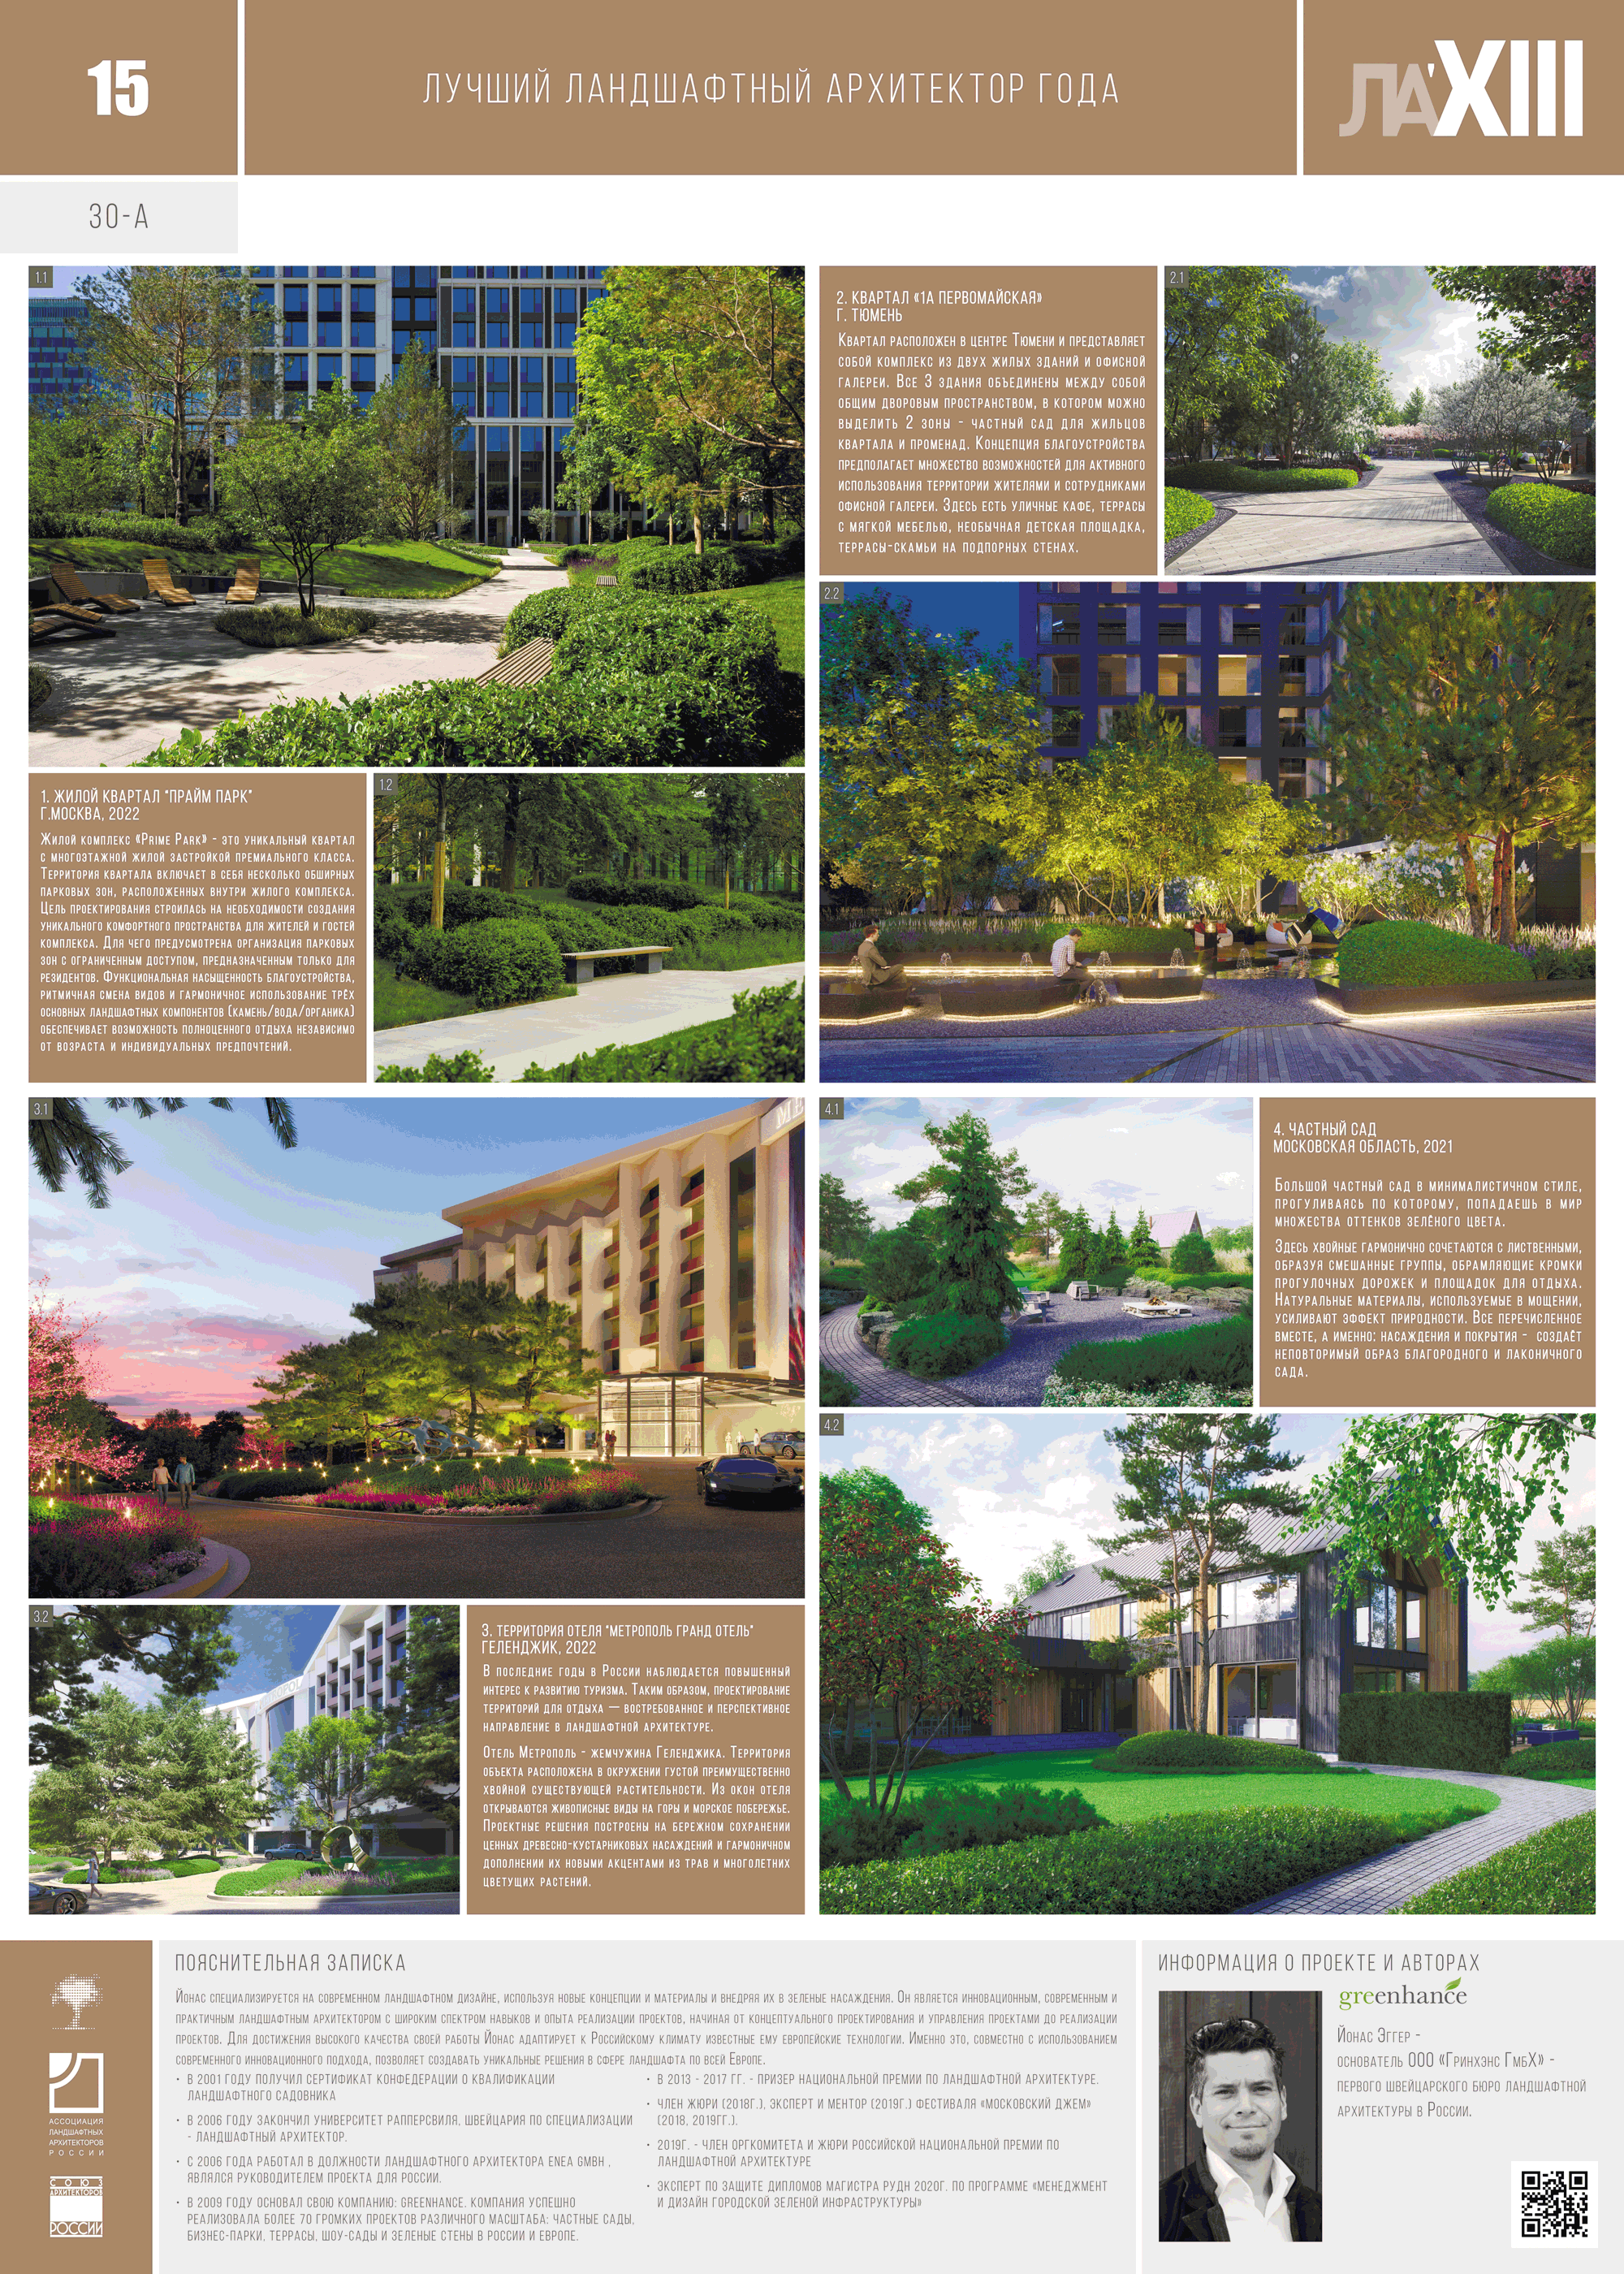 15
ЛУЧШИЙ ЛАНДШАФТНЫЙ АРХИТЕКТОР ГОДА
ЛА'XIII
30-А
1.1
1. ЖИЛОЙ КВАРТАЛ "ПРАЙМ ПАРК"
Г.МОСКВА, 2022
Жилой комплекс «Prime Park» - это уникальный квартал
с многоэтажной жилой застройкой премиального класса.
Территория квартала включает в себя несколько обширных
парковых зон, расположенных внутри жилого комплекса.
Цель проектирования строилась на необходимости создания
уникального комфортного пространства для жителей и гостей
комплекса. Для чего предусмотрена организация парковых
зон с ограниченным доступом, предназначенным только для
резидентов. Функциональная насыщенность благоустройства,
ритмичная смена видов и гармоничное использование трёх
основных ландшафтных компонентов (камень/вода/органика)
обеспечивает возможность полноценного отдыха независимо
от возраста и индивидуальных предпочтений.
1.2
2. КВАРТАЛ «1А ПЕРВОМАЙСКАЯ»
Г. ТЮМЕНЬ
Квартал расположен в центре Тюмени и представляет
собой комплекс из двух жилых зданий и офисной
галереи. Все 3 здания объединены между собой
общим дворовым пространством, в котором можно
выделить 2 зоны - частный сад для жильцов
квартала и променад. Концепция благоустройства
предполагает множество возможностей для активного
использования территории жителями и сотрудниками
офисной галереи. Здесь есть уличные кафе, террасы
с мягкой мебелью, необычная детская площадка,
террасы-скамьи на подпорных стенах.
2.1
2.2
3.1
3.2
3. ТЕРРИТОРИЯ ОТЕЛЯ "МЕТРОПОЛЬ ГРАНД ОТЕЛЬ"
ГЕЛЕНДЖИК, 2022
В последние годы в России наблюдается повышенный
интерес к развитию туризма. Таким образом, проектирование
территорий для отдыха — востребованное и перспективное
направление в ландшафтной архитектуре.
Отель Метрополь - жемчужина Геленджика. Территория
объекта расположена в окружении густой преимущественно
хвойной существующей растительности. Из окон отеля
открываются живописные виды на горы и морское побережье.
Проектные решения построены на бережном сохранении
ценных древесно-кустарниковых насаждений и гармоничном
дополнении их новыми акцентами из трав и многолетних
цветущих растений.
4.1
4. ЧАСТНЫЙ САД
МОСКОВСКАЯ ОБЛАСТЬ, 2021
Большой частный сад в минималистичном стиле,
прогуливаясь по которому, попадаешь в мир
множества оттенков зелёного цвета.
Здесь хвойные гармонично сочетаются с лиственными,
образуя смешанные группы, обрамляющие кромки
прогулочных дорожек и площадок для отдыха.
Натуральные материалы, используемые в мощении,
усиливают эффект природности. Все перечисленное
вместе, а именно: насаждения и покрытия - создаёт
неповторимый образ благородного и лаконичного
сада.
4.2
АССОЦИАЦИЯ
ЛАНДШАФТНЫХ
АРХИТЕКТОРОВ
РОССИИ
СОЮЗ
АРХИТЕКТОРОВ
РОССИИ
ПОЯСНИТЕЛЬНАЯ ЗАПИСКА
Йонас специализируется на современном ландшафтном дизайне, используя новые концепции и материалы и внедряя их в зеленые насаждения. Он является инновационным, современным и
практичным ландшафтным архитектором с широким спектром навыков и опыта реализации проектов, начиная от концептуального проектирования и управления проектами до реализации
проектов. Для достижения высокого качества своей работы Йонас адаптирует к Российскому климату известные ему европейские технологии. Именно это, совместно с использованием
современного инновационного подхода, позволяет создавать уникальные решения в сфере ландшафта по всей Европе.
• В 2001 ГОДУ ПОЛУЧИЛ СЕРТИФИКАТ КОНФЕДЕРАЦИИ О КВАЛИФИКАЦИИ
ЛАНДШАФТНОГО САДОВНИКА
• В 2006 ГОДУ ЗАКОНЧИЛ УНИВЕРСИТЕТ РАППЕРСВИЛЯ, ШВЕЙЦАРИЯ ПО СПЕЦИАЛИЗАЦИИ
- ЛАНДШАФТНЫЙ АРХИТЕКТОР.
• С 2006 ГОДА РАБОТАЛ В ДОЛЖНОСТИ ЛАНДШАФТНОГО АРХИТЕКТОРА ENEA GMBH ,
ЯВЛЯЛСЯ РУКОВОДИТЕЛЕМ ПРОЕКТА ДЛЯ РОССИИ.
• В 2009 ГОДУ ОСНОВАЛ СВОЮ КОМПАНИЮ: GREENHANCE. КОМПАНИЯ УСПЕШНО
РЕАЛИЗОВАЛА БОЛЕЕ 70 ГРОМКИХ ПРОЕКТОВ РАЗЛИЧНОГО МАСШТАБА: ЧАСТНЫЕ САДЫ,
БИЗНЕС-ПАРКИ, ТЕРРАСЫ, ШОУ-САДЫ И ЗЕЛЕНЫЕ СТЕНЫ В РОССИИ И ЕВРОПЕ.
• В 2013 - 2017 ГГ. - ПРИЗЕР НАЦИОНАЛЬНОЙ ПРЕМИИ ПО ЛАНДШАФТНОЙ АРХИТЕКТУРЕ.
• ЧЛЕН ЖЮРИ (2018Г.), ЭКСПЕРТ И МЕНТОР (2019Г.) ФЕСТИВАЛЯ «МОСКОВСКИЙ ДЖЕМ»
(2018, 2019ГГ.).
• 2019Г. - ЧЛЕН ОРГКОМИТЕТА И ЖЮРИ РОССИЙСКОЙ НАЦИОНАЛЬНОЙ ПРЕМИИ ПО
ЛАНДШАФТНОЙ АРХИТЕКТУРЕ
• ЭКСПЕРТ ПО ЗАЩИТЕ ДИПЛОМОВ МАГИСТРА РУДН 2020Г. ПО ПРОГРАММЕ «МЕНЕДЖМЕНТ
И ДИЗАЙН ГОРОДСКОЙ ЗЕЛЕНОЙ ИНФРАСТРУКТУРЫ»
ИНФОРМАЦИЯ О ПРОЕКТЕ И АВТОРАХ
greenhance
Йонас Эггер -
основатель ООО «Гринхэнс ГмбХ» -
первого швейцарского бюро ландшафтной
архитектуры в России.